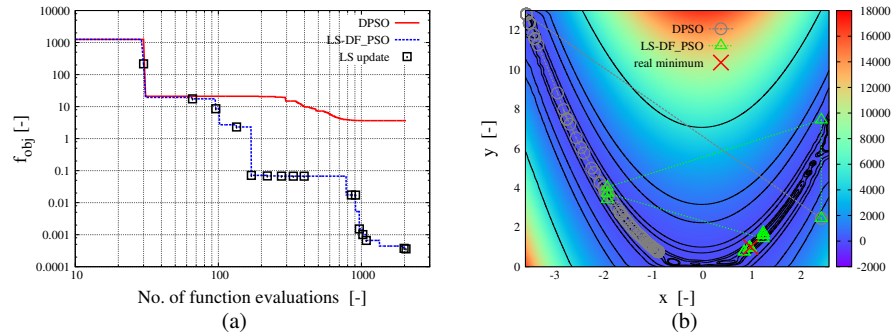 DPSO
LS-DF_PSO
LS update
10000
1000
100
10
1
0.1
0.01
0.001
0.0001
f_obj [-]
10 100 1000
No. of function evaluations [-]
(a)
DPSO
LS-DF_PSO
real minimum
12
10
8
6
4
2
0
y [-]
-3 -2 -1 0 1 2
x [-]
18000
16000
14000
12000
10000
8000
6000
4000
2000
0
-2000
(b)